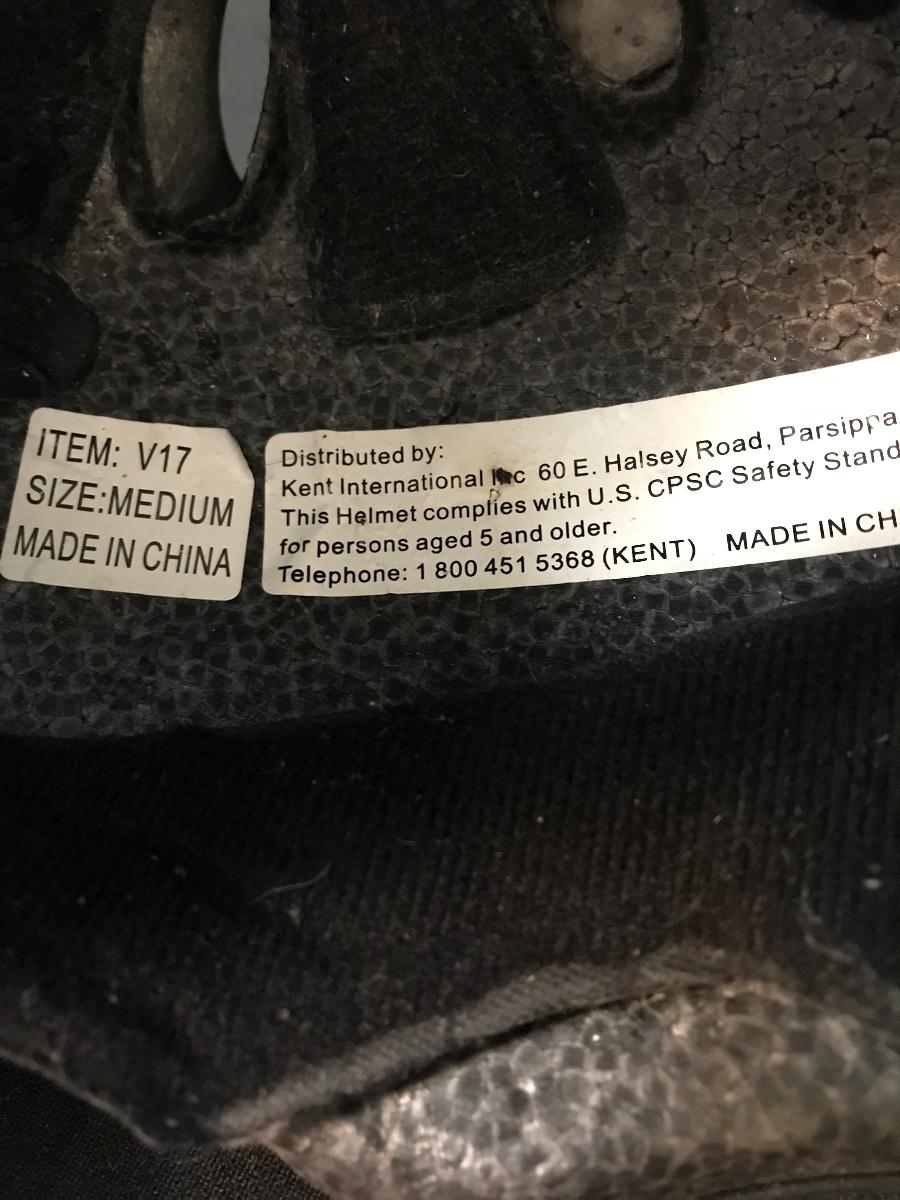 ITEM: V17
SIZE:MEDIUM
MADE IN CHINA
Distributed by:
Kent International Inc 60 E. Halsey Road, Parsippa
This Helmet complies with U.S. CPSC Safety Stand
for persons aged 5 and older.
Telephone: 1 800 451 5368 (KENT) MADE IN CH